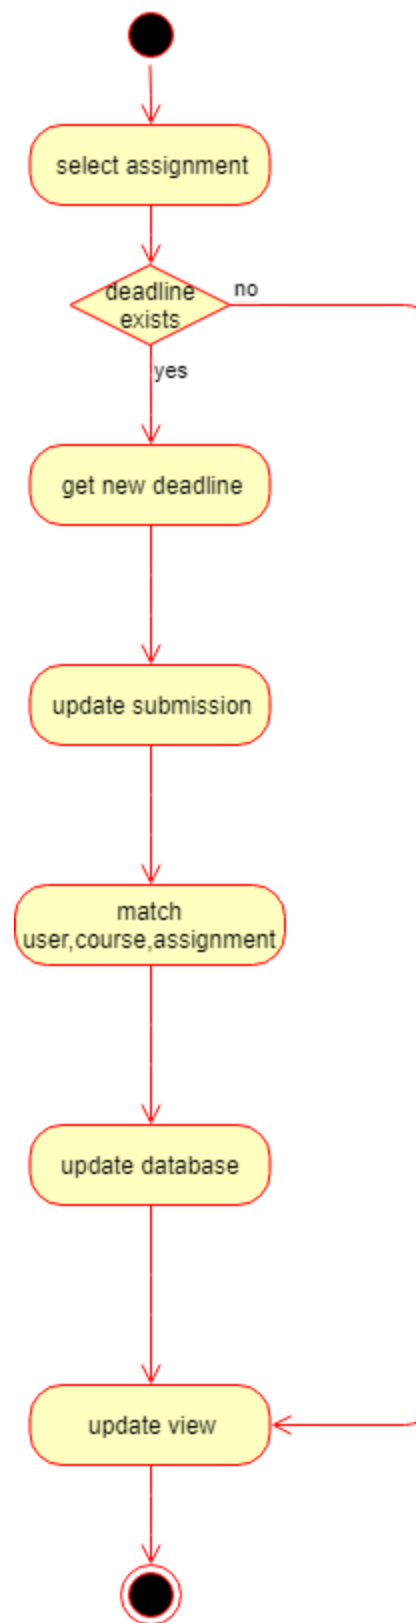 select assignment
deadline
exists
no
yes
get new deadline
update submission
match
user,course,assignment
update database
update view